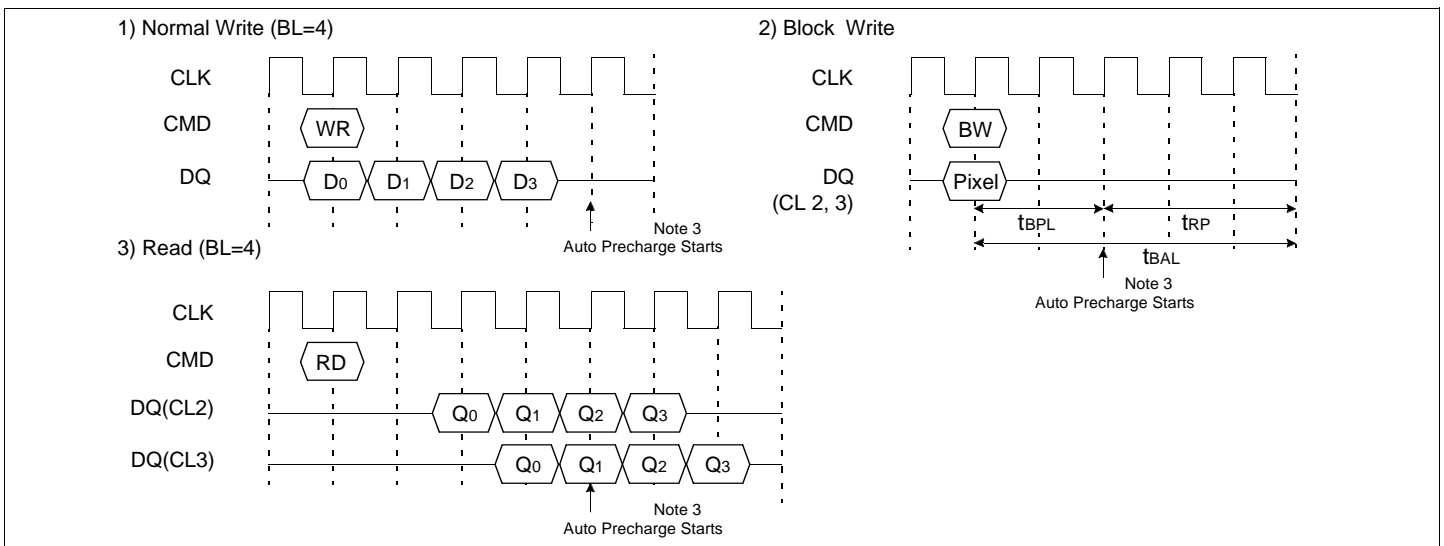 1) Normal Write (BL=4)
CLK
CMD
WR
DQ
D0 D1 D2 D3
Note 3
Auto Precharge Starts
2) Block Write
CLK
CMD
BW
DQ
(CL 2, 3)
Pixel
tBPL tRP
tBAL
Note 3
Auto Precharge Starts
3) Read (BL=4)
CLK
CMD
RD
DQ(CL2)
Q0 Q1 Q2 Q3
DQ(CL3)
Q0 Q1 Q2 Q3
Note 3
Auto Precharge Starts